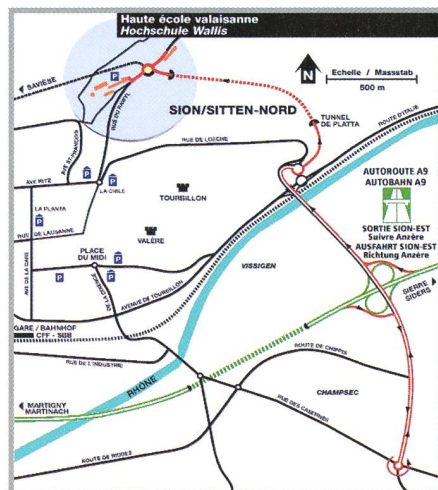 Haute école valaisanne
Hochschule Wallis
SAVIÈSE
P
RUE DU RAWYL
N
Echelle / Massstab
500 m
SION/SITTEN-NORD
TUNNEL
DE PLATTA
ROUTE D'ITALIE
RUE DE LOÈCHE
AVE ST-FRANÇOIS
AVE RITZ
P
LA CIBLE
P
LA PLANTA
P
RUE DE LAUSANNE
TOURBILLON
VALÈRE
AUTOROUTE A9
AUTOBAHN A9
SORTIE SION-EST
Suivre Anzère
AUSFAHRT SION-EST
Richtung Anzère
PLACE
DU MIDI
P
P
P
AVE DE LA GARE
VISSIGEN
AVENUE DE TOURBILLON
SIERRE
SIDERS
GARE / BAHNHOF
CFF - SBB
RUE DE L'INDUSTRIE
RHÔNE
ROUTE DE CHIPPIS
CHAMPSEC
RUE DES CASERNES
MARTIGNY
MARTINACH
ROUTE DE RIDDES